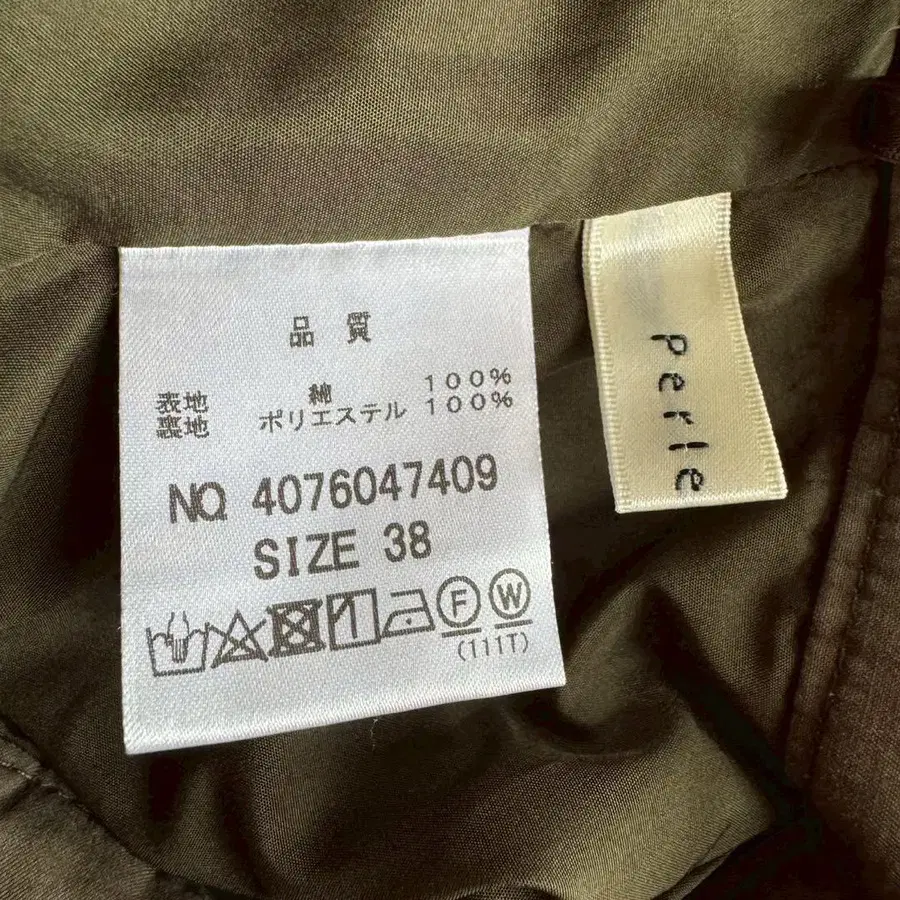 品質
表地 綿 100%
裏地 ポリエステル 100%
NO. 4076047409
SIZE 38
F W
(111T)
perle